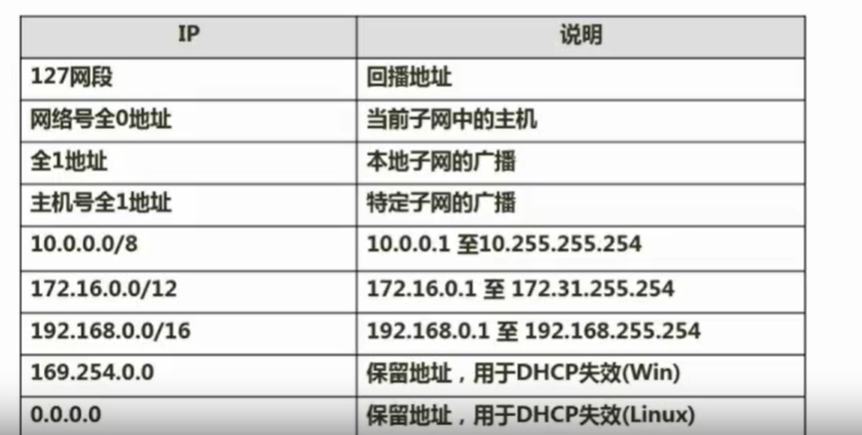 IP 说明
127网段 回播地址
网络号全0地址 当前子网中的主机
全1地址 本地子网的广播
主机号全1地址 特定子网的广播
10.0.0.0/8 10.0.0.1 至10.255.255.254
172.16.0.0/12 172.16.0.1 至 172.31.255.254
192.168.0.0/16 192.168.0.1 至 192.168.255.254
169.254.0.0 保留地址，用于DHCP失效(Win)
0.0.0.0 保留地址，用于DHCP失效(Linux)